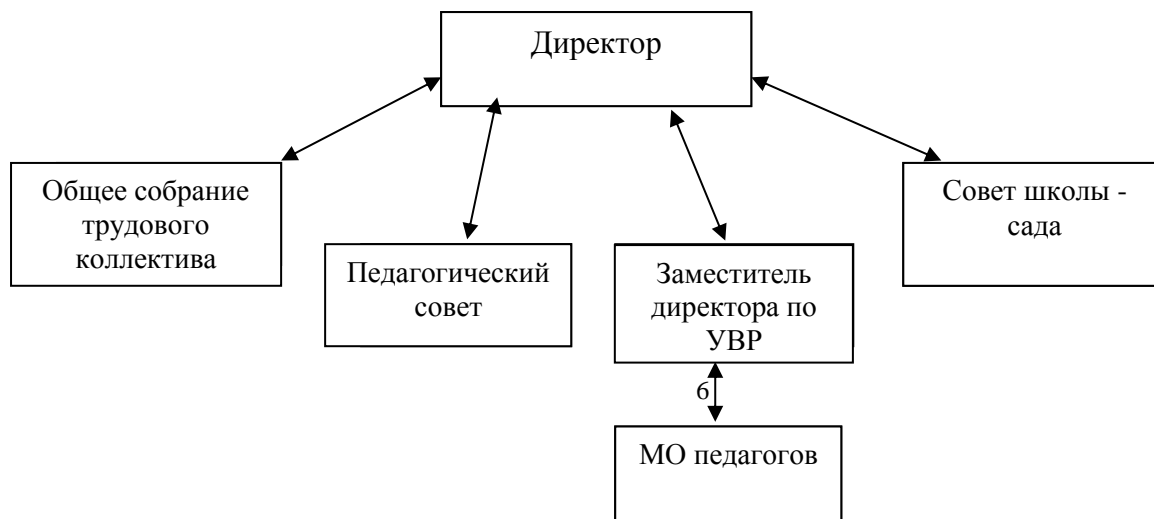 Директор
Общее собрание
трудового
коллектива
Педагогический
совет
Заместитель
директора по
УВР
Совет школы -
сада
6
МО педагогов